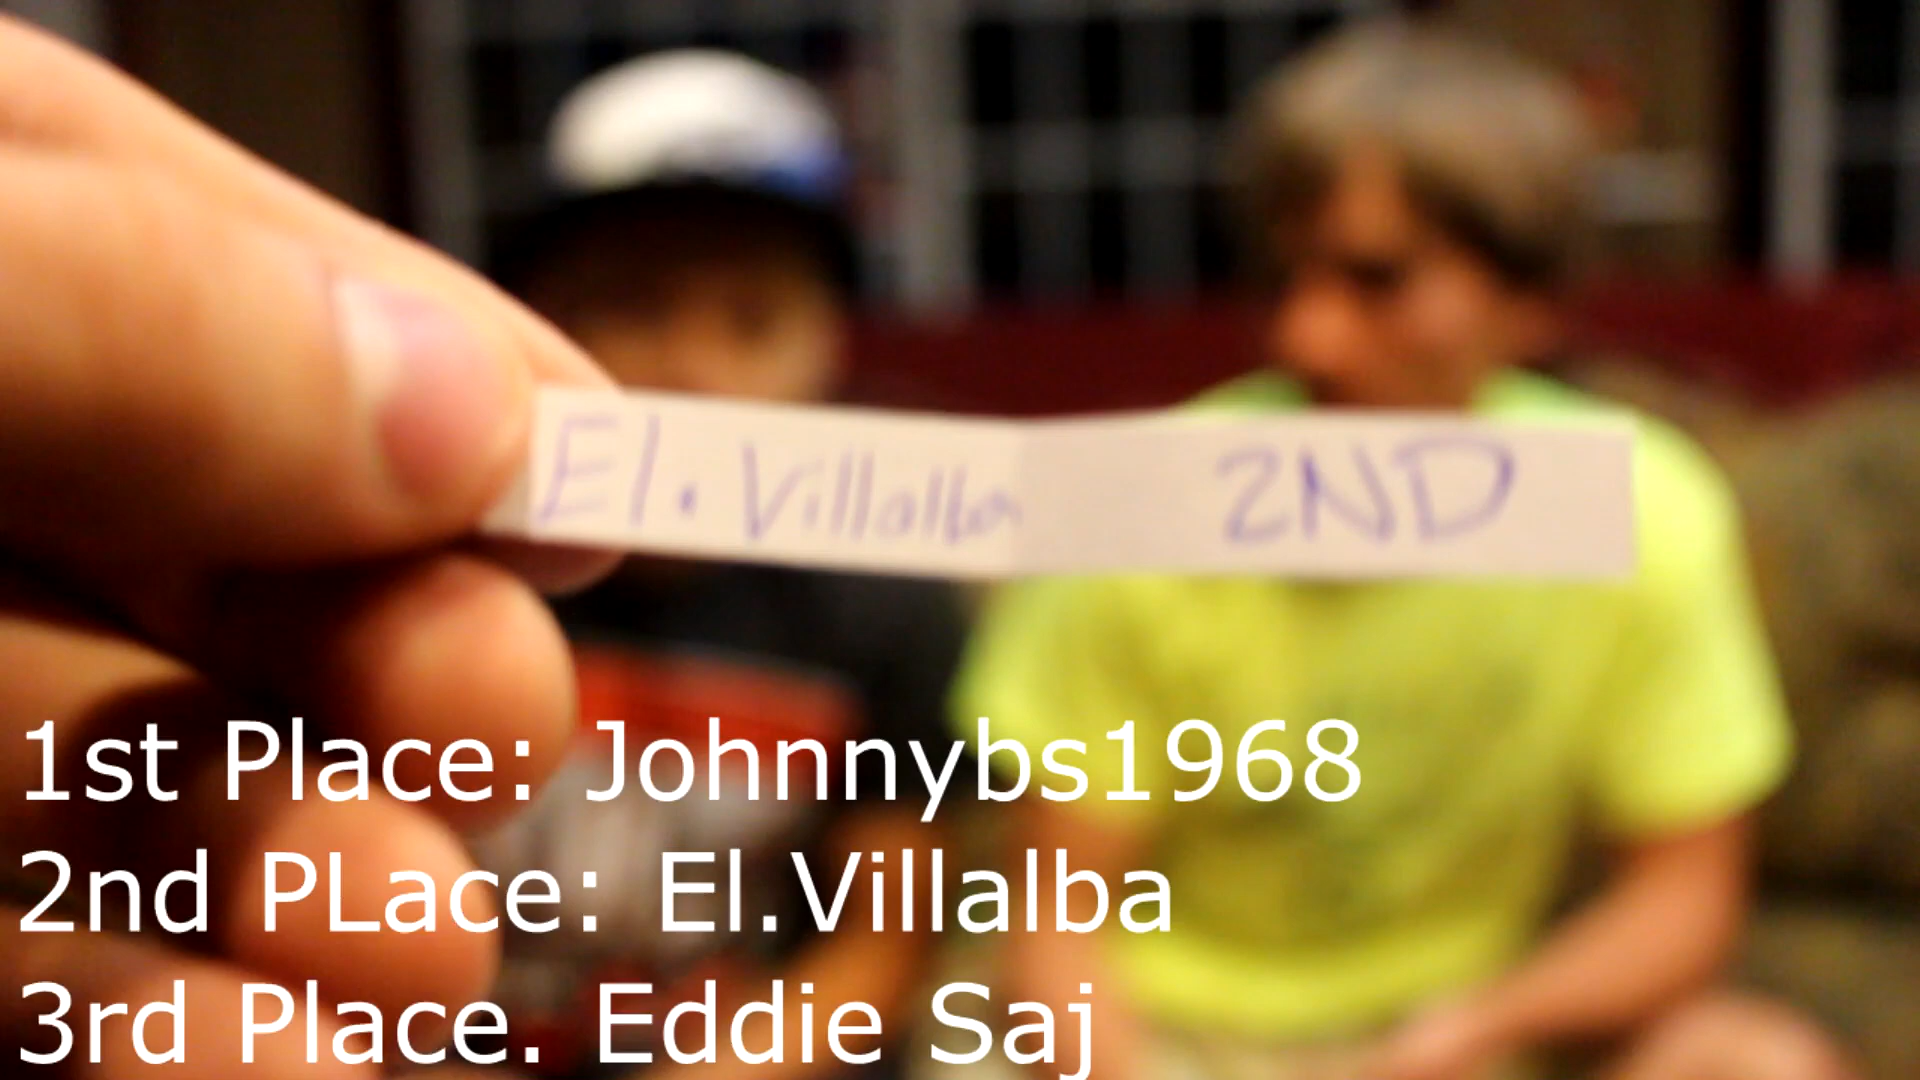 El. Villalba 2ND
1st Place: Johnnybs1968
2nd PLace: El.Villalba
3rd Place. Eddie Saj